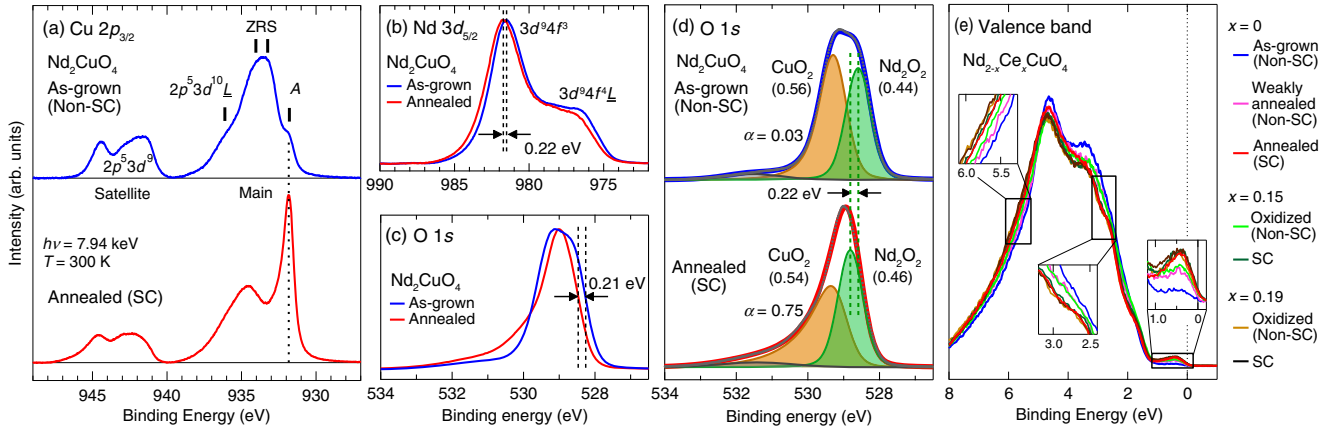 (a) Cu 2p3/2
ZRS
Nd2CuO4
As-grown
(Non-SC)
2p⁵3d¹⁰L
A
2p⁵3d⁹
Satellite
Main
hν = 7.94 keV
T = 300 K
Annealed (SC)
Intensity (arb. units)
945 940 935 930
Binding Energy (eV)
(b) Nd 3d5/2
3d⁹4f³
Nd2CuO4
As-grown
Annealed
3d⁹4f⁴L
0.22 eV
990 985 980 975
(c) O 1s
0.21 eV
Nd2CuO4
As-grown
Annealed
534 532 530 528
Binding Energy (eV)
(d) O 1s
Nd2CuO4
As-grown
(Non-SC)
CuO2
(0.56)
Nd2O2
(0.44)
α = 0.03
0.22 eV
Annealed
(SC)
CuO2
(0.54)
Nd2O2
(0.46)
α = 0.75
534 532 530 528
Binding energy (eV)
(e) Valence band
Nd2-xCexCuO4
6.0 5.5
3.0 2.5
1.0 0
8 6 4 2 0
Binding Energy (eV)
x = 0
As-grown
(Non-SC)
Weakly
annealed
(Non-SC)
Annealed
(SC)
x = 0.15
Oxidized
(Non-SC)
SC
x = 0.19
Oxidized
(Non-SC)
SC